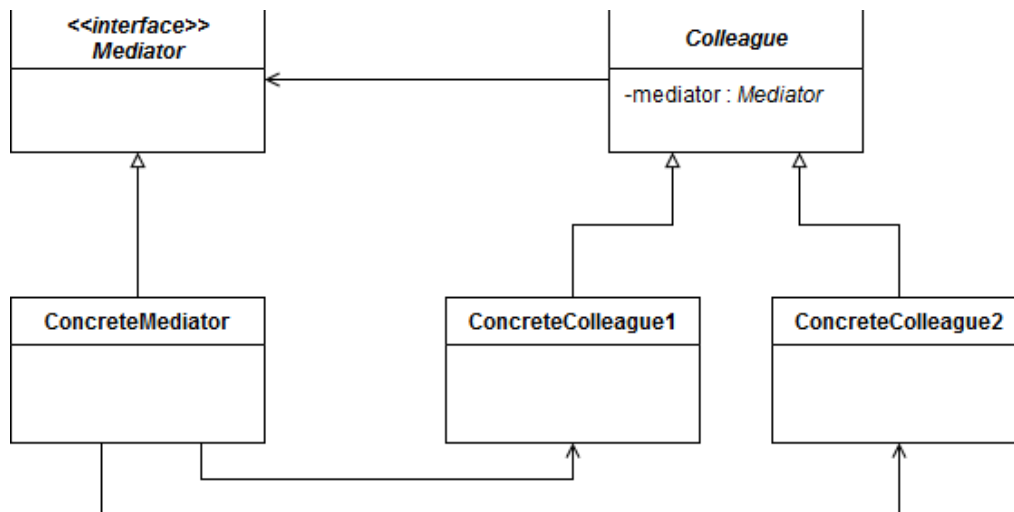 <<interface>>
Mediator
Colleague
-mediator : Mediator
ConcreteMediator
ConcreteColleague1
ConcreteColleague2